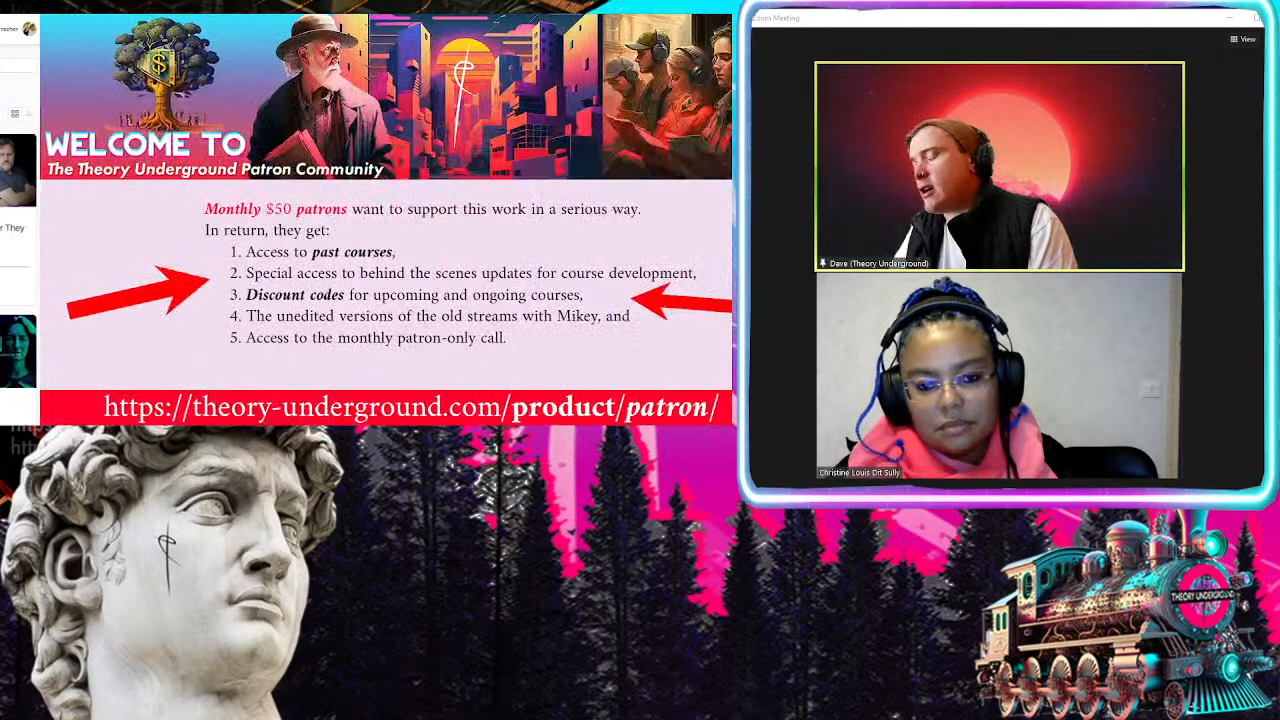 WELCOME TO
The Theory Underground Patron Community
Monthly $50 patrons want to support this work in a serious way.
In return, they get:
1. Access to past courses,
2. Special access to behind the scenes updates for course development,
3. Discount codes for upcoming and ongoing courses,
4. The unedited versions of the old streams with Mikey, and
5. Access to the monthly patron-only call.
https://theory-underground.com/product/patron/
r They
Zoom Meeting
View
Dave (Theory Underground)
Christine Louis Dit Sully
THEORY UNDERGROUND